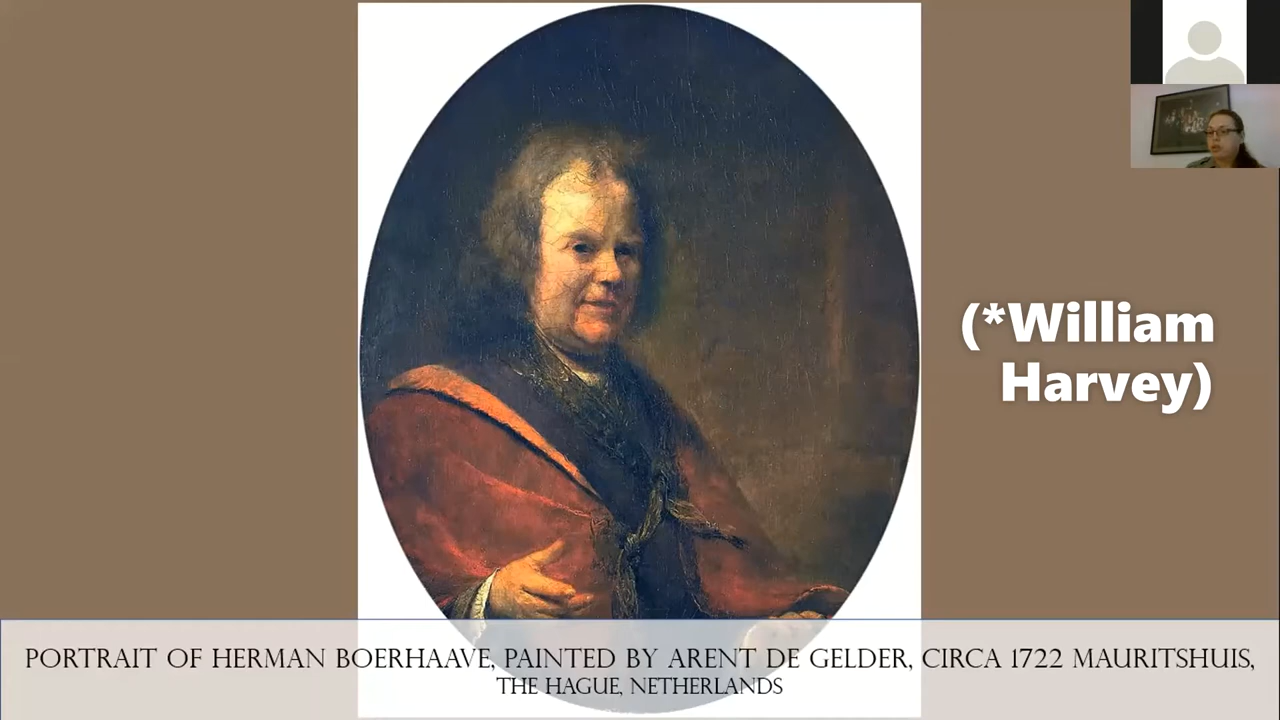 (*William
Harvey)
PORTRAIT OF HERMAN BOERHAAVE, PAINTED BY ARENT DE GELDER, CIRCA 1722 MAURITSHUIS,
THE HAGUE, NETHERLANDS